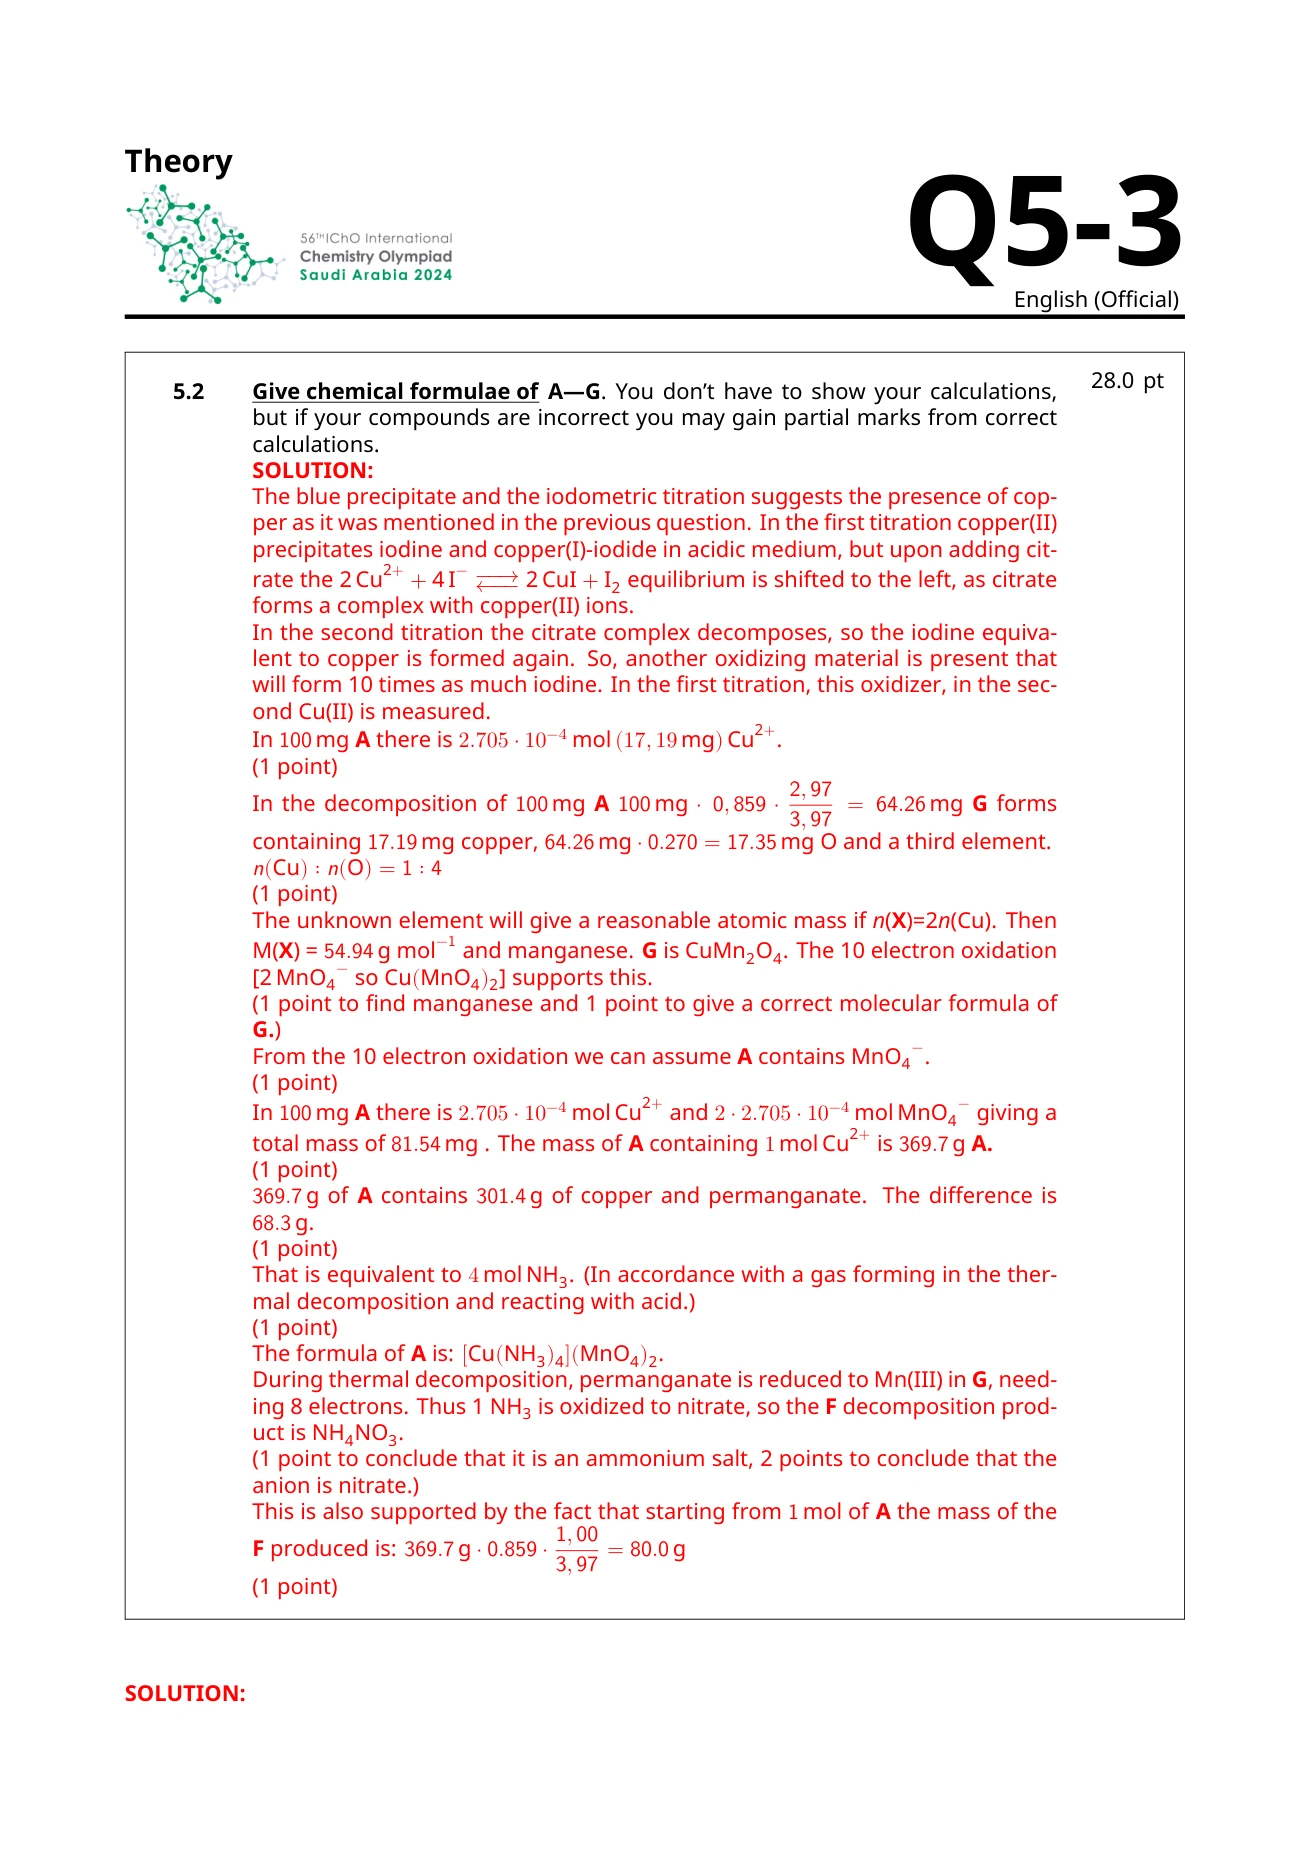 Theory
56ᵀᴴIChO International
Chemistry Olympiad
Saudi Arabia 2024
Q5-3
English (Official)
5.2 Give chemical formulae of A—G. You don't have to show your calculations, 28.0 pt
but if your compounds are incorrect you may gain partial marks from correct
calculations.
SOLUTION:
The blue precipitate and the iodometric titration suggests the presence of cop-
per as it was mentioned in the previous question. In the first titration copper(II)
precipitates iodine and copper(I)-iodide in acidic medium, but upon adding cit-
rate the 2 Cu²⁺ + 4 I⁻ ⇌ 2 CuI + I₂ equilibrium is shifted to the left, as citrate
forms a complex with copper(II) ions.
In the second titration the citrate complex decomposes, so the iodine equiva-
lent to copper is formed again. So, another oxidizing material is present that
will form 10 times as much iodine. In the first titration, this oxidizer, in the sec-
ond Cu(II) is measured.
In 100 mg A there is 2.705 · 10⁻⁴ mol (17, 19 mg) Cu²⁺.
(1 point)
In the decomposition of 100 mg A 100 mg · 0, 859 · 2, 97/3, 97 = 64.26 mg G forms
containing 17.19 mg copper, 64.26 mg · 0.270 = 17.35 mg O and a third element.
n(Cu) : n(O) = 1 : 4
(1 point)
The unknown element will give a reasonable atomic mass if n(X)=2n(Cu). Then
M(X) = 54.94 g mol⁻¹ and manganese. G is CuMn₂O₄. The 10 electron oxidation
[2 MnO₄⁻ so Cu(MnO₄)₂] supports this.
(1 point to find manganese and 1 point to give a correct molecular formula of
G.)
From the 10 electron oxidation we can assume A contains MnO₄⁻.
(1 point)
In 100 mg A there is 2.705 · 10⁻⁴ mol Cu²⁺ and 2 · 2.705 · 10⁻⁴ mol MnO₄⁻ giving a
total mass of 81.54 mg . The mass of A containing 1 mol Cu²⁺ is 369.7 g A.
(1 point)
369.7 g of A contains 301.4 g of copper and permanganate. The difference is
68.3 g.
(1 point)
That is equivalent to 4 mol NH₃. (In accordance with a gas forming in the ther-
mal decomposition and reacting with acid.)
(1 point)
The formula of A is: [Cu(NH₃)₄](MnO₄)₂.
During thermal decomposition, permanganate is reduced to Mn(III) in G, need-
ing 8 electrons. Thus 1 NH₃ is oxidized to nitrate, so the F decomposition prod-
uct is NH₄NO₃.
(1 point to conclude that it is an ammonium salt, 2 points to conclude that the
anion is nitrate.)
This is also supported by the fact that starting from 1 mol of A the mass of the
F produced is: 369.7 g · 0.859 · 1, 00/3, 97 = 80.0 g
(1 point)
SOLUTION: